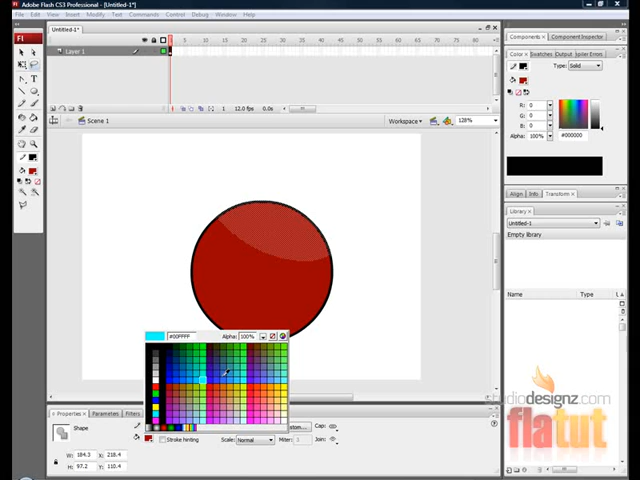 Adobe Flash CS3 Professional - [Untitled-1*]
File Edit View Insert Modify Text Commands Control Debug Window Help
Untitled-1*
Layer 1
5 10 15 20 25 30 35 40 45 50 55 60 65 70 75 80
1 12.0 fps 0.0s
Scene 1
Workspace
128%
Components Component Inspector
Color Swatches Output
Type: Solid
R: 0
G: 0
B: 0
Alpha: 100%
#000000
Align Info Transform
Library
Untitled-1
Empty library
Name Type
#00FFFF
Alpha: 100%
Properties Parameters Filters
Shape
Stroke hinting
Scale: Normal
Miter: 3
Cap:
Join:
W: 184.3 X: 218.4
H: 97.2 Y: 110.4
studiodesignz.com
flatut